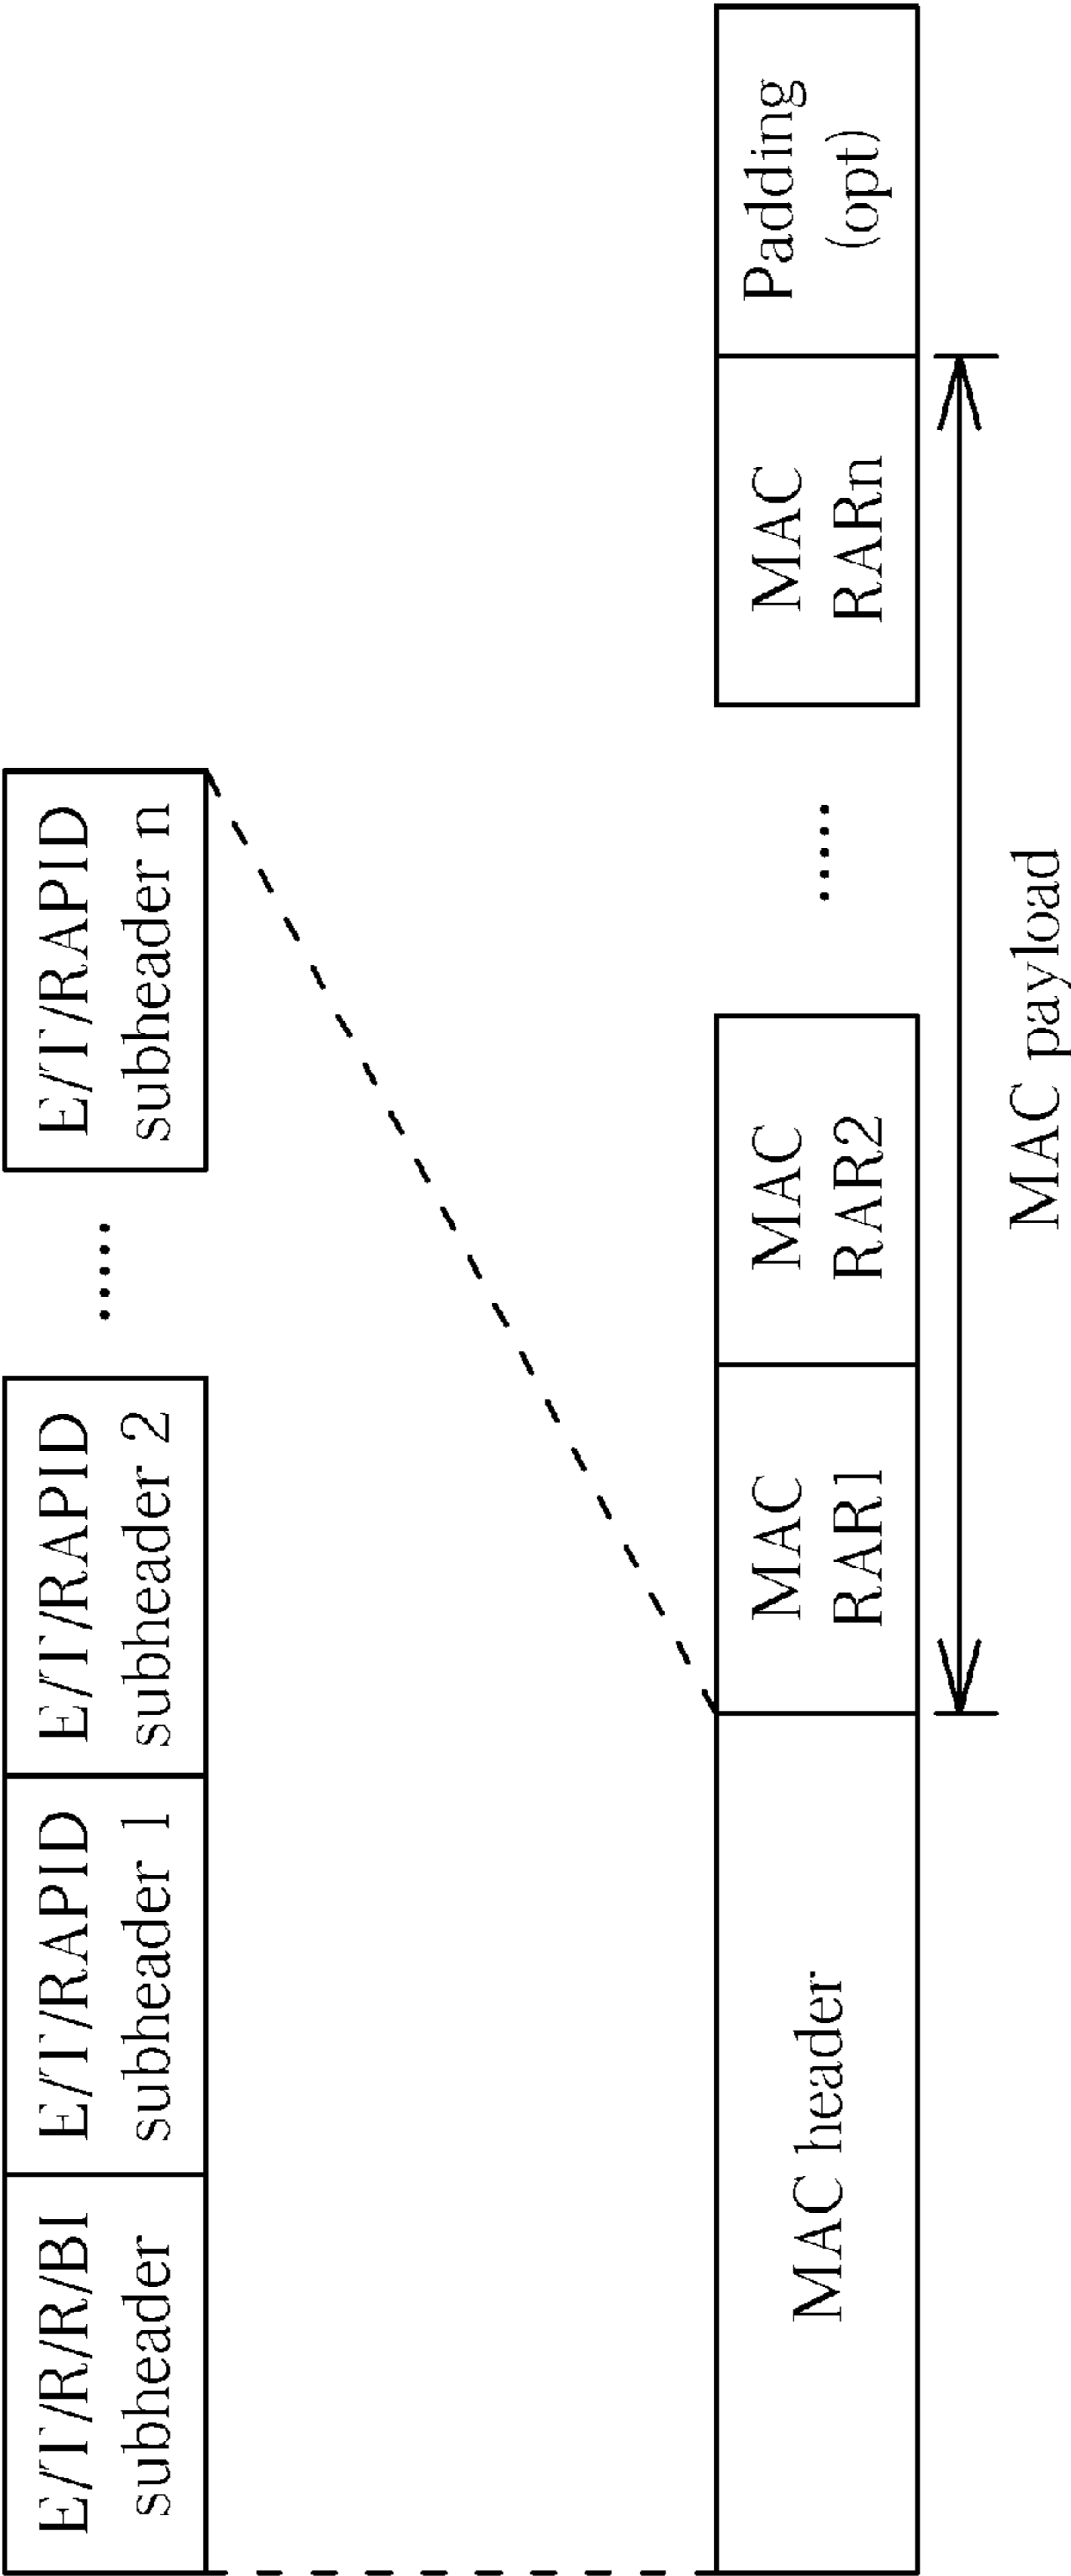 E/T/R/R/BI
subheader
E/T/RAPID
subheader 1
E/T/RAPID
subheader 2
.....
E/T/RAPID
subheader n
MAC header
MAC
RAR1
MAC
RAR2
.....
MAC
RARn
Padding
(opt)
MAC payload